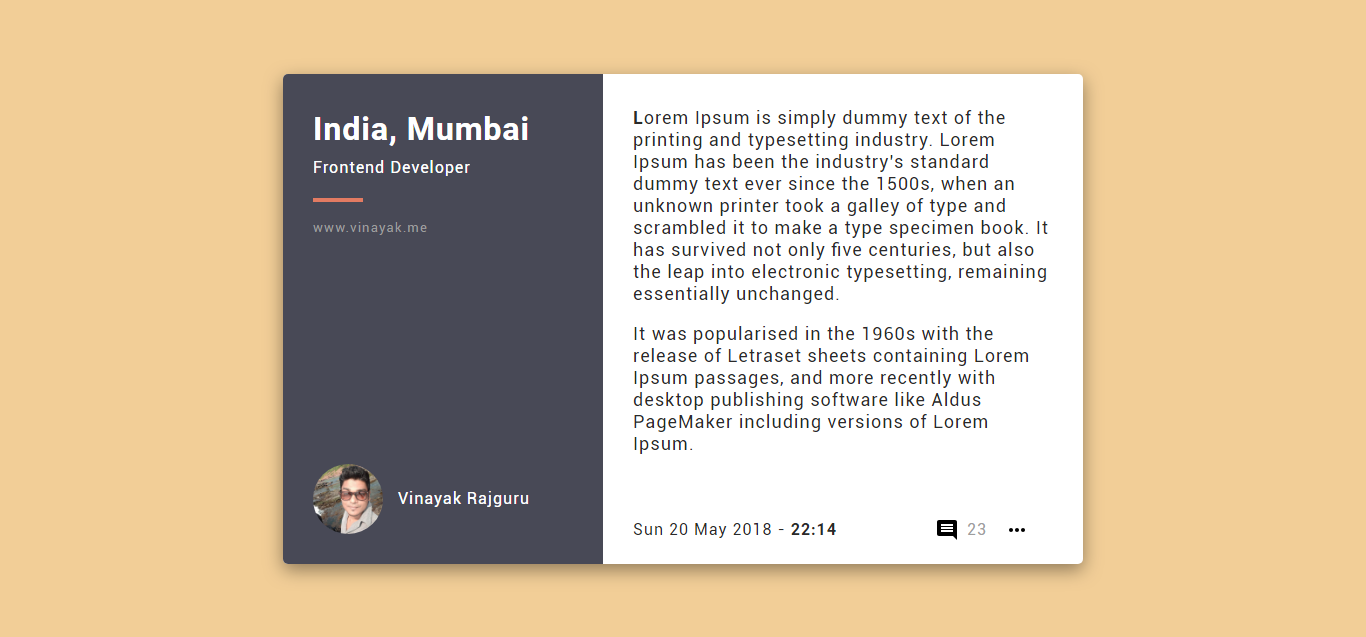 India, Mumbai
Frontend Developer
www.vinayak.me
Vinayak Rajguru
Lorem Ipsum is simply dummy text of the
printing and typesetting industry. Lorem
Ipsum has been the industry's standard
dummy text ever since the 1500s, when an
unknown printer took a galley of type and
scrambled it to make a type specimen book. It
has survived not only five centuries, but also
the leap into electronic typesetting, remaining
essentially unchanged.
It was popularised in the 1960s with the
release of Letraset sheets containing Lorem
Ipsum passages, and more recently with
desktop publishing software like Aldus
PageMaker including versions of Lorem
Ipsum.
Sun 20 May 2018 - 22:14 23